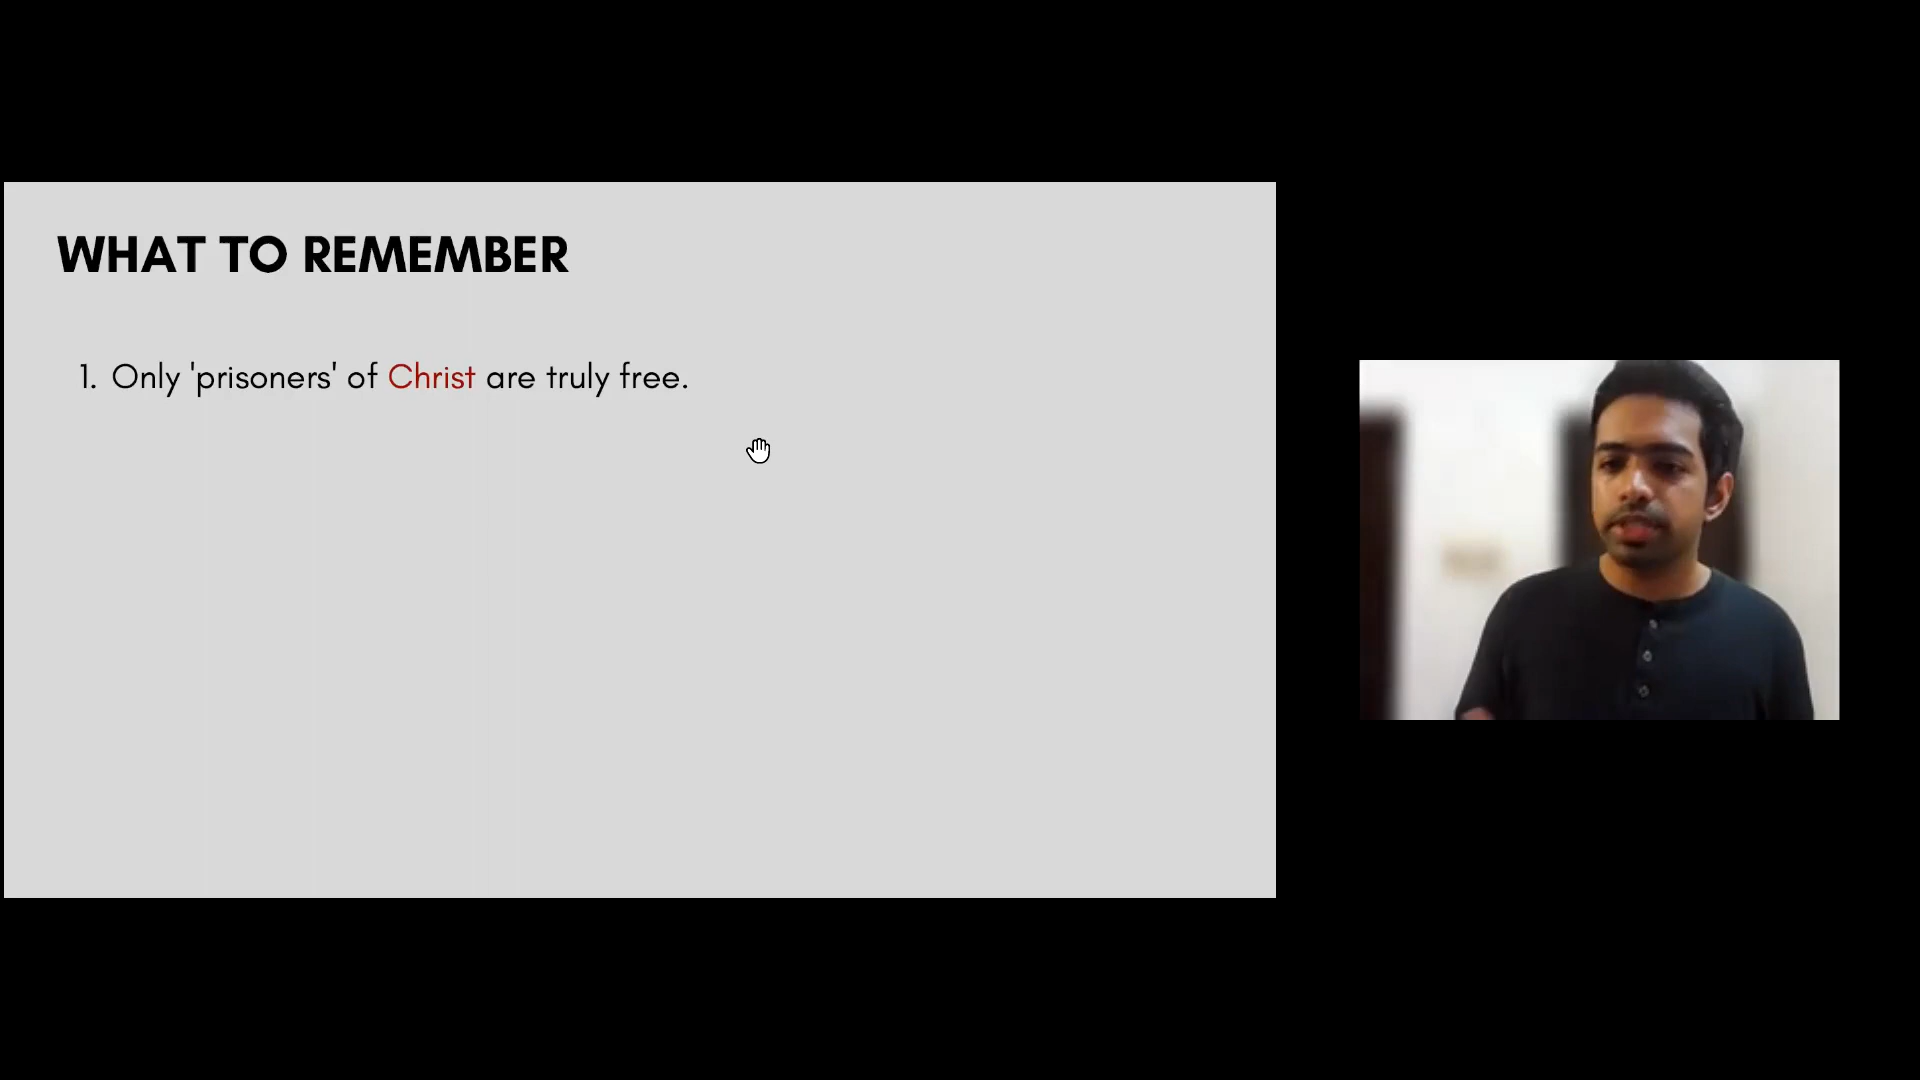 WHAT TO REMEMBER
1. Only 'prisoners' of Christ are truly free.